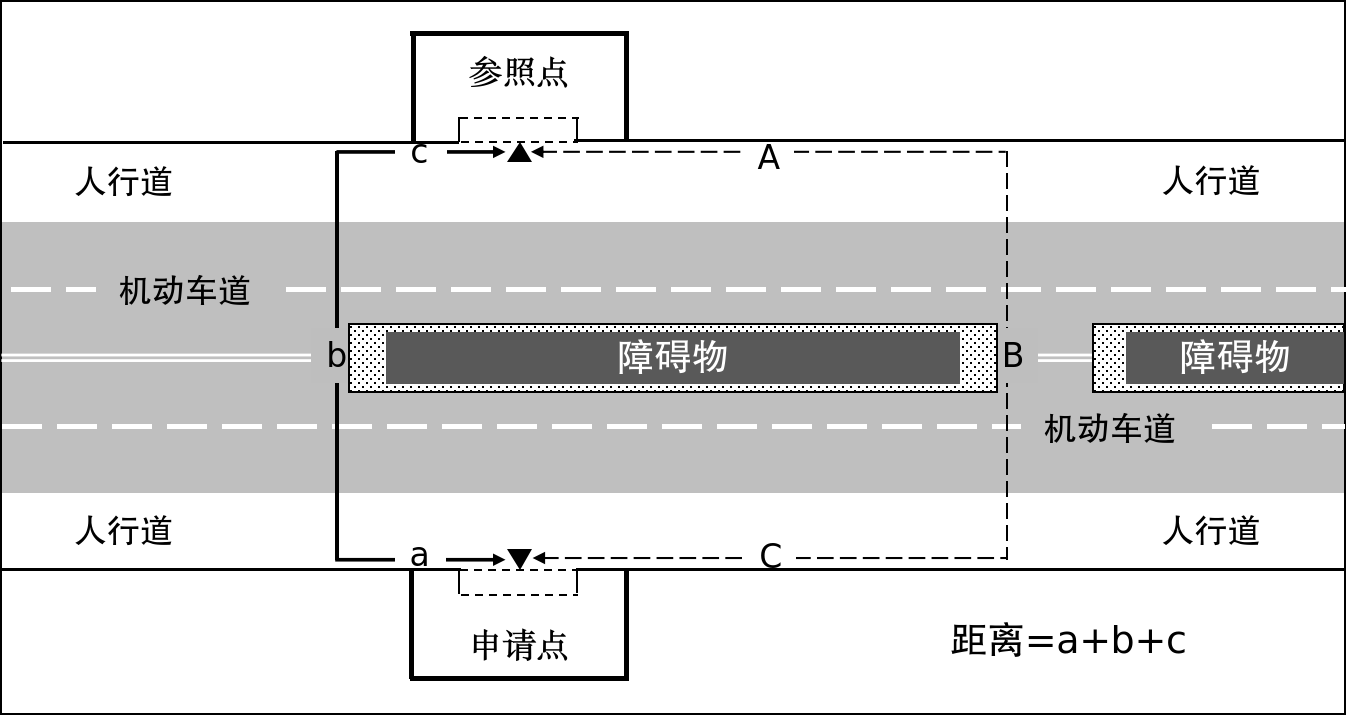 参照点
c
A
人行道
人行道
机动车道
b
障碍物
B
障碍物
机动车道
人行道
人行道
a
C
申请点
距离=a+b+c